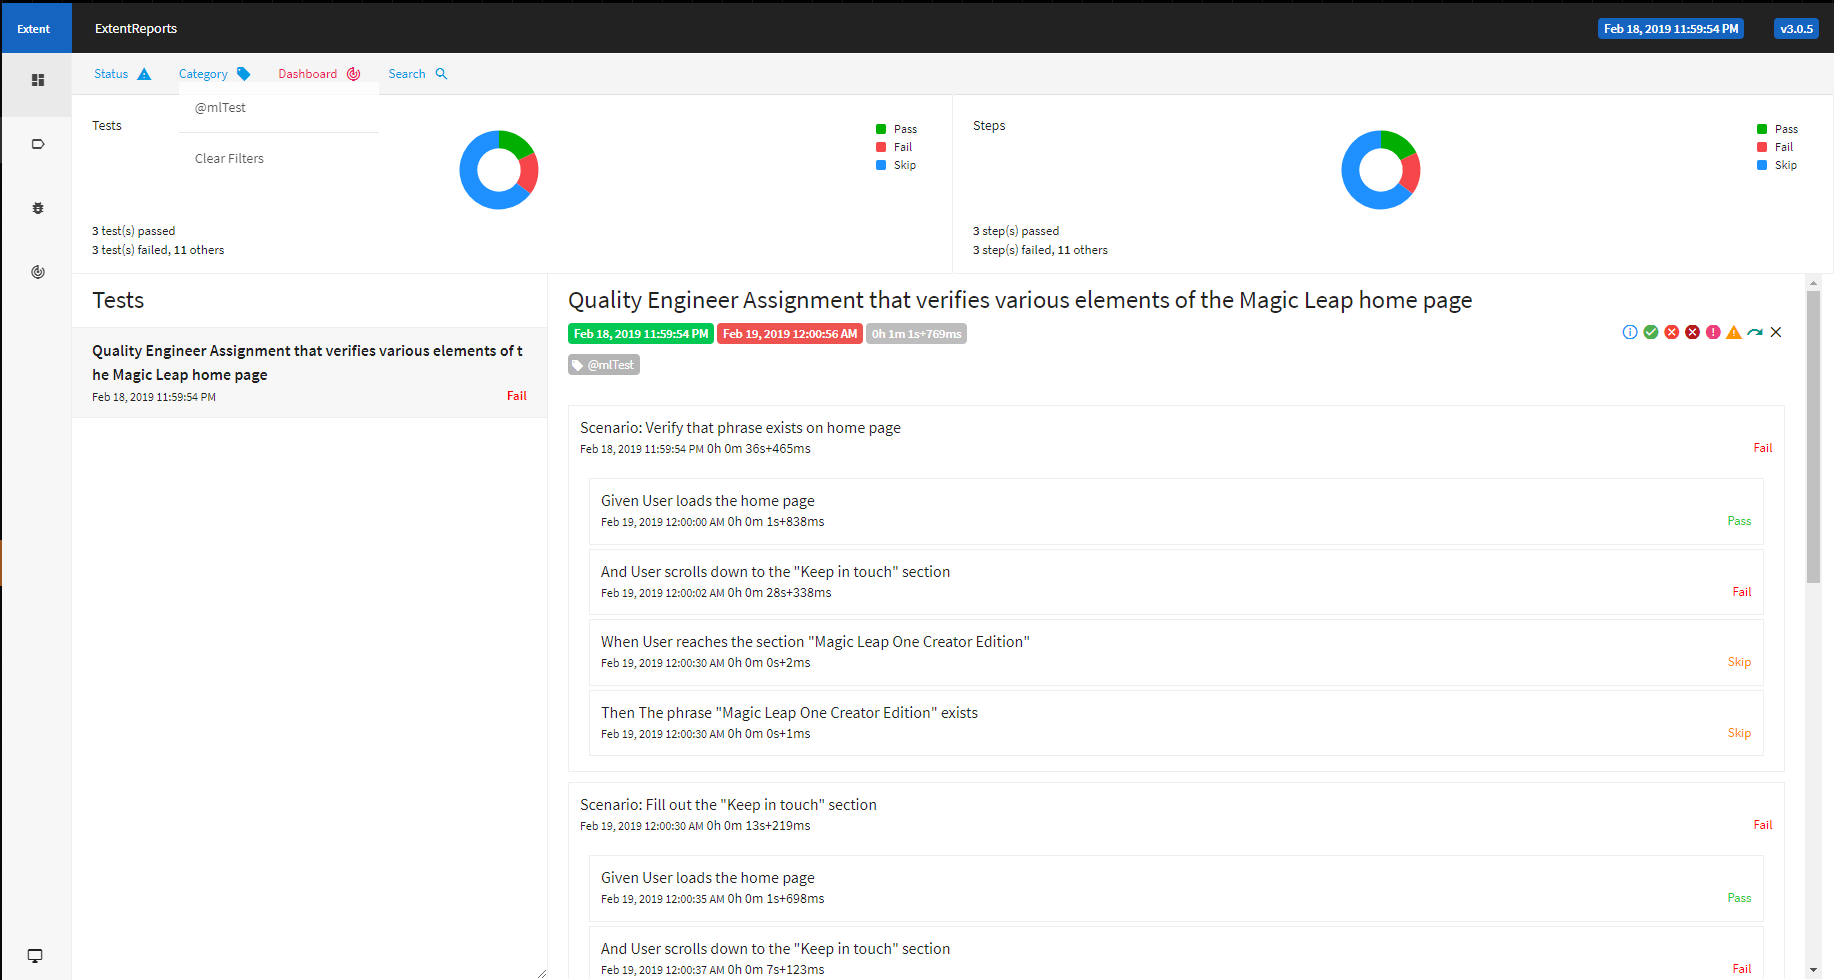 Extent
ExtentReports
Feb 18, 2019 11:59:54 PM
v3.0.5
Status
Category
Dashboard
Search
@mlTest
Clear Filters
Tests
Pass
Fail
Skip
3 test(s) passed
3 test(s) failed, 11 others
Steps
Pass
Fail
Skip
3 step(s) passed
3 step(s) failed, 11 others
Tests
Quality Engineer Assignment that verifies various elements of t
he Magic Leap home page
Feb 18, 2019 11:59:54 PM
Fail
Quality Engineer Assignment that verifies various elements of the Magic Leap home page
Feb 18, 2019 11:59:54 PM Feb 19, 2019 12:00:56 AM 0h 1m 1s+769ms
@mlTest
Scenario: Verify that phrase exists on home page
Feb 18, 2019 11:59:54 PM 0h 0m 36s+465ms
Fail
Given User loads the home page
Feb 19, 2019 12:00:00 AM 0h 0m 1s+838ms
Pass
And User scrolls down to the "Keep in touch" section
Feb 19, 2019 12:00:02 AM 0h 0m 28s+338ms
Fail
When User reaches the section "Magic Leap One Creator Edition"
Feb 19, 2019 12:00:30 AM 0h 0m 0s+2ms
Skip
Then The phrase "Magic Leap One Creator Edition" exists
Feb 19, 2019 12:00:30 AM 0h 0m 0s+1ms
Skip
Scenario: Fill out the "Keep in touch" section
Feb 19, 2019 12:00:30 AM 0h 0m 13s+219ms
Fail
Given User loads the home page
Feb 19, 2019 12:00:35 AM 0h 0m 1s+698ms
Pass
And User scrolls down to the "Keep in touch" section
Feb 19, 2019 12:00:37 AM 0h 0m 7s+123ms
Fail